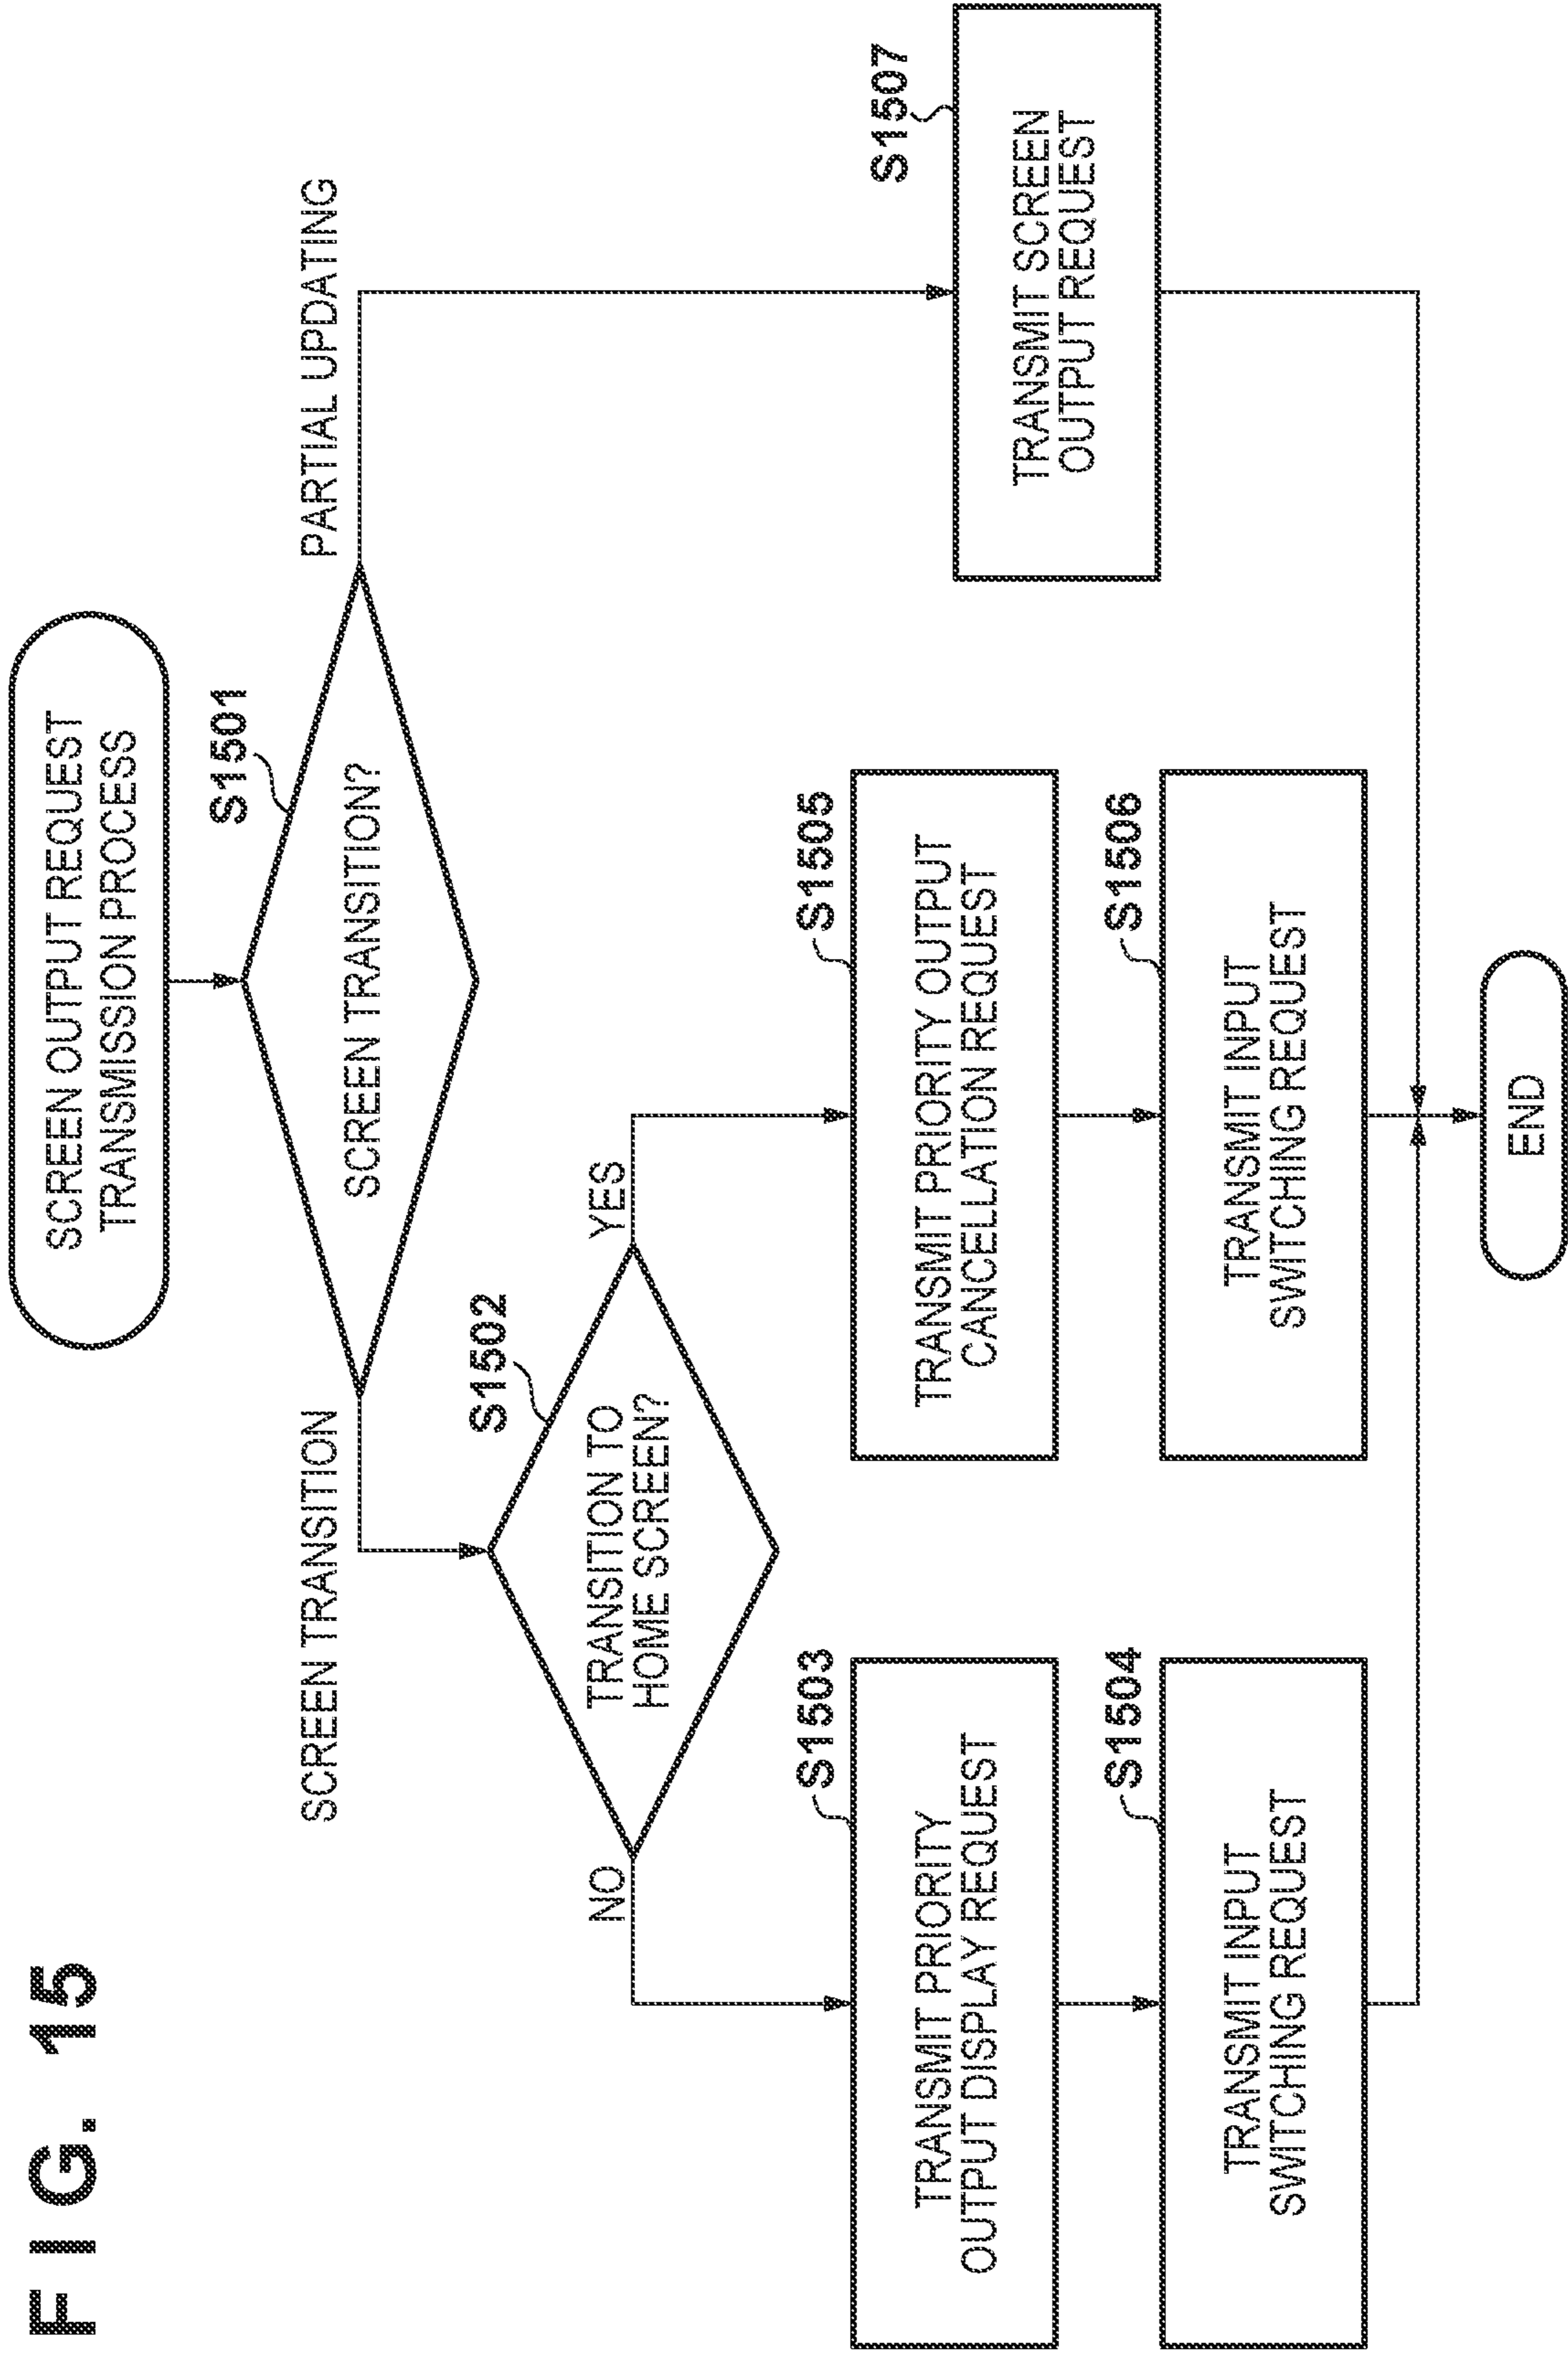 FIG. 15
SCREEN OUTPUT REQUEST
TRANSMISSION PROCESS
S1501
SCREEN TRANSITION?
SCREEN TRANSITION
PARTIAL UPDATING
S1502
TRANSITION TO
HOME SCREEN?
NO
YES
S1503
TRANSMIT PRIORITY
OUTPUT DISPLAY REQUEST
S1504
TRANSMIT INPUT
SWITCHING REQUEST
S1505
TRANSMIT PRIORITY OUTPUT
CANCELLATION REQUEST
S1506
TRANSMIT INPUT
SWITCHING REQUEST
S1507
TRANSMIT SCREEN
OUTPUT REQUEST
END